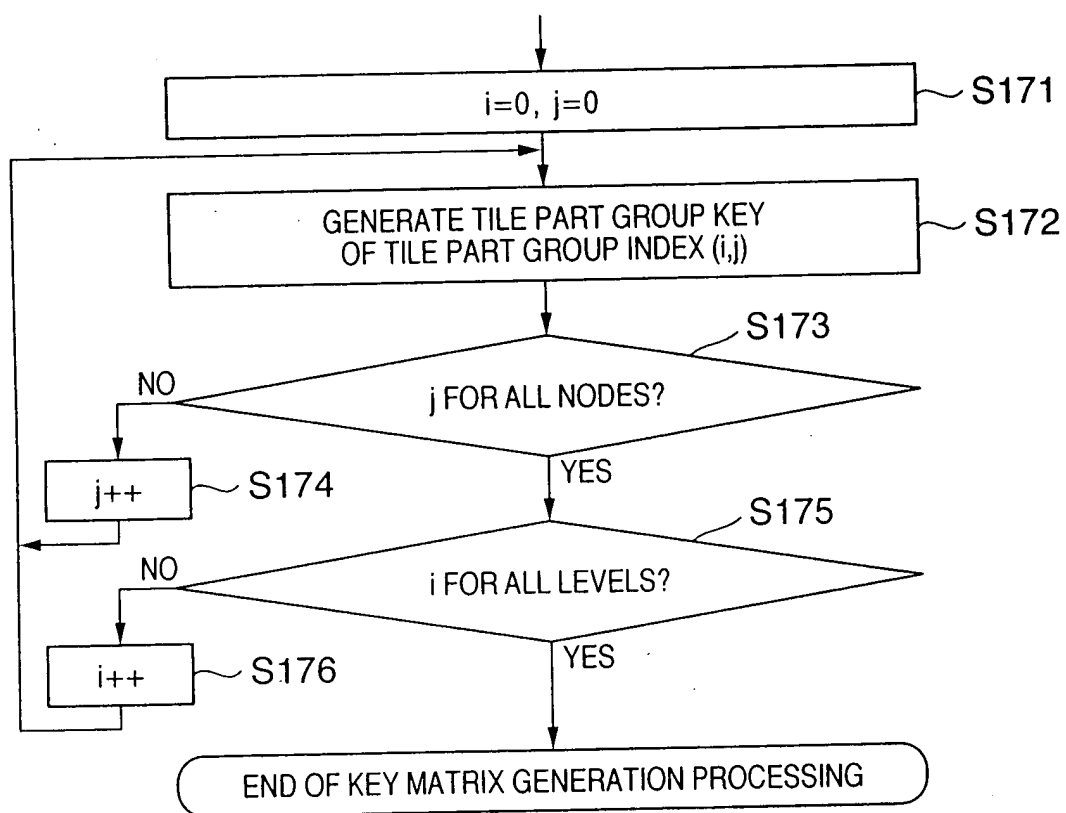 i=0, j=0
S171
GENERATE TILE PART GROUP KEY
OF TILE PART GROUP INDEX (i,j)
S172
S173
j FOR ALL NODES?
NO
YES
j++
S174
S175
i FOR ALL LEVELS?
NO
YES
i++
S176
END OF KEY MATRIX GENERATION PROCESSING